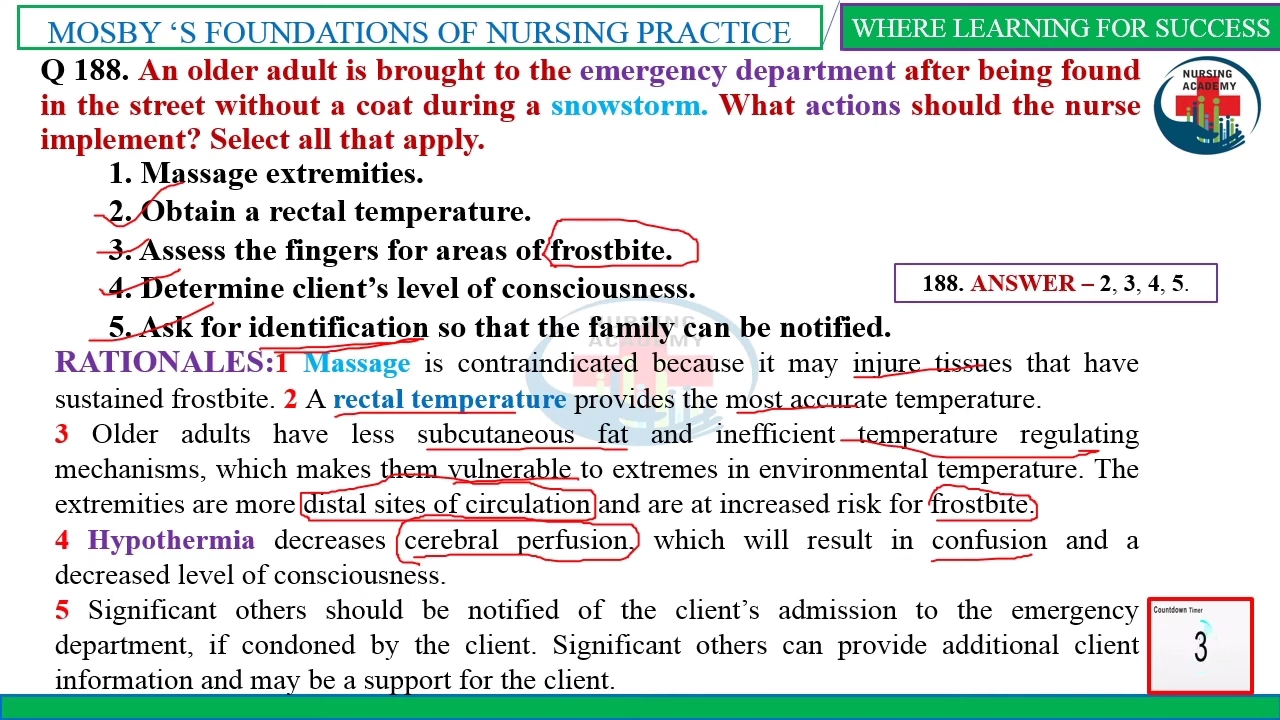 MOSBY ‘S FOUNDATIONS OF NURSING PRACTICE
WHERE LEARNING FOR SUCCESS
Q 188. An older adult is brought to the emergency department after being found
in the street without a coat during a snowstorm. What actions should the nurse
implement? Select all that apply.
NURSING
ACADEMY
1. Massage extremities.
2. Obtain a rectal temperature.
3. Assess the fingers for areas of frostbite.
4. Determine client’s level of consciousness.
5. Ask for identification so that the family can be notified.
188. ANSWER – 2, 3, 4, 5.
NURSING
ACADEMY
RATIONALES:1 Massage is contraindicated because it may injure tissues that have
sustained frostbite. 2 A rectal temperature provides the most accurate temperature.
3 Older adults have less subcutaneous fat and inefficient temperature regulating
mechanisms, which makes them vulnerable to extremes in environmental temperature. The
extremities are more distal sites of circulation and are at increased risk for frostbite.
4 Hypothermia decreases cerebral perfusion, which will result in confusion and a
decreased level of consciousness.
5 Significant others should be notified of the client’s admission to the emergency
department, if condoned by the client. Significant others can provide additional client
information and may be a support for the client.
Countdown Timer
3